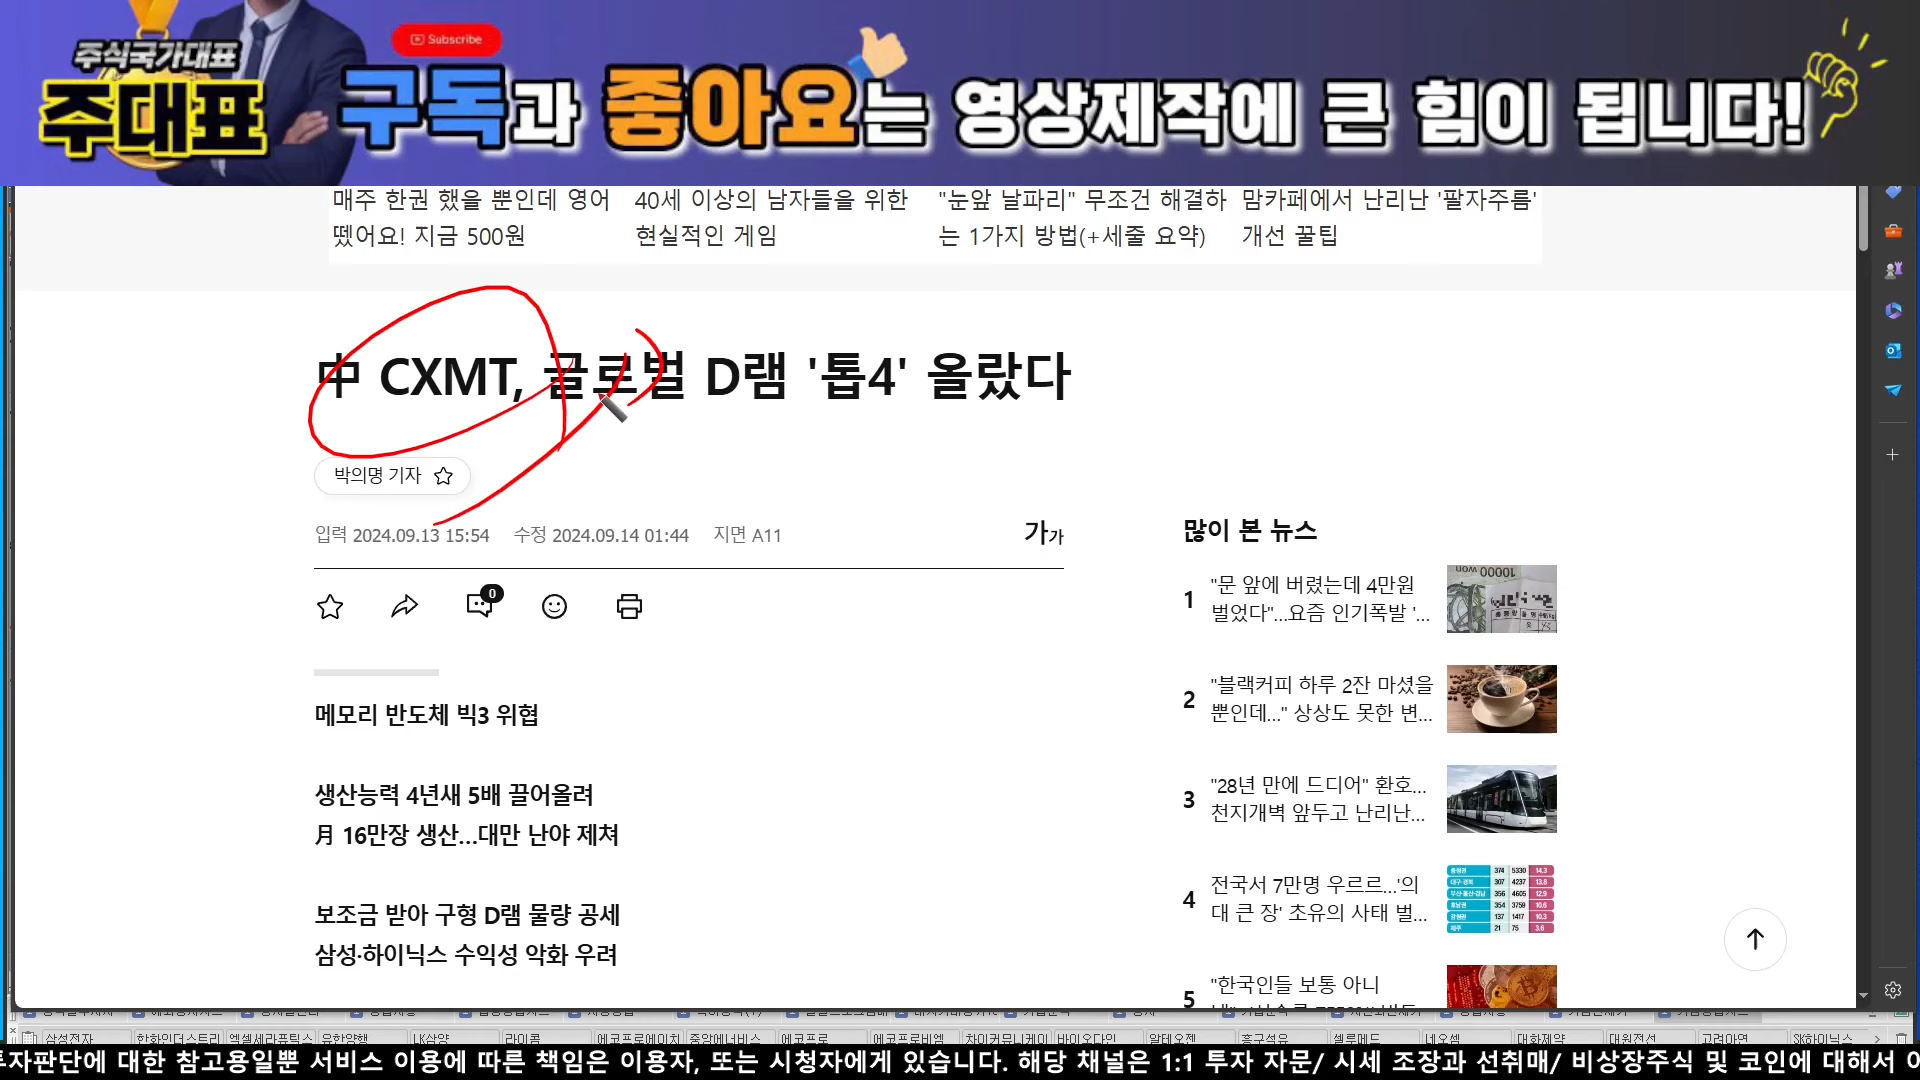 주식국가대표
주대표
Subscribe
구독과 좋아요는 영상제작에 큰 힘이 됩니다!
매주 한권 했을 뿐인데 영어
뗐어요! 지금 500원
40세 이상의 남자들을 위한
현실적인 게임
"눈앞 날파리" 무조건 해결하
는 1가지 방법(+세줄 요약)
맘카페에서 난리난 '팔자주름'
개선 꿀팁
中 CXMT, 글로벌 D램 '톱4' 올랐다
박의명 기자
입력 2024.09.13 15:54 수정 2024.09.14 01:44 지면 A11
가가
0
메모리 반도체 빅3 위협
생산능력 4년새 5배 끌어올려
月 16만장 생산…대만 난야 제쳐
보조금 받아 구형 D램 물량 공세
삼성·하이닉스 수익성 악화 우려
많이 본 뉴스
1
"문 앞에 버렸는데 4만원
벌었다"…요즘 인기폭발 '...
2
"블랙커피 하루 2잔 마셨을
뿐인데…" 상상도 못한 변...
3
"28년 만에 드디어" 환호…
천지개벽 앞두고 난리난...
4
전국서 7만명 우르르…'의
대 큰 장' 초유의 사태 벌...
5
"한국인들 보통 아니
삼성전자 한화인더스트리 엑셀세라퓨틱스 유한양행 LK삼양 라이콤 에코프로에이치 중앙에너비스 에코프로 에코프로비엠 차이커뮤니케이 바이오다인 알테오젠 흥구석유 셀루메드 네오셈 대화제약 대원전선 고려아연 SK하이닉스
투자판단에 대한 참고용일뿐 서비스 이용에 따른 책임은 이용자, 또는 시청자에게 있습니다. 해당 채널은 1:1 투자 자문/ 시세 조장과 선취매/ 비상장주식 및 코인에 대해서